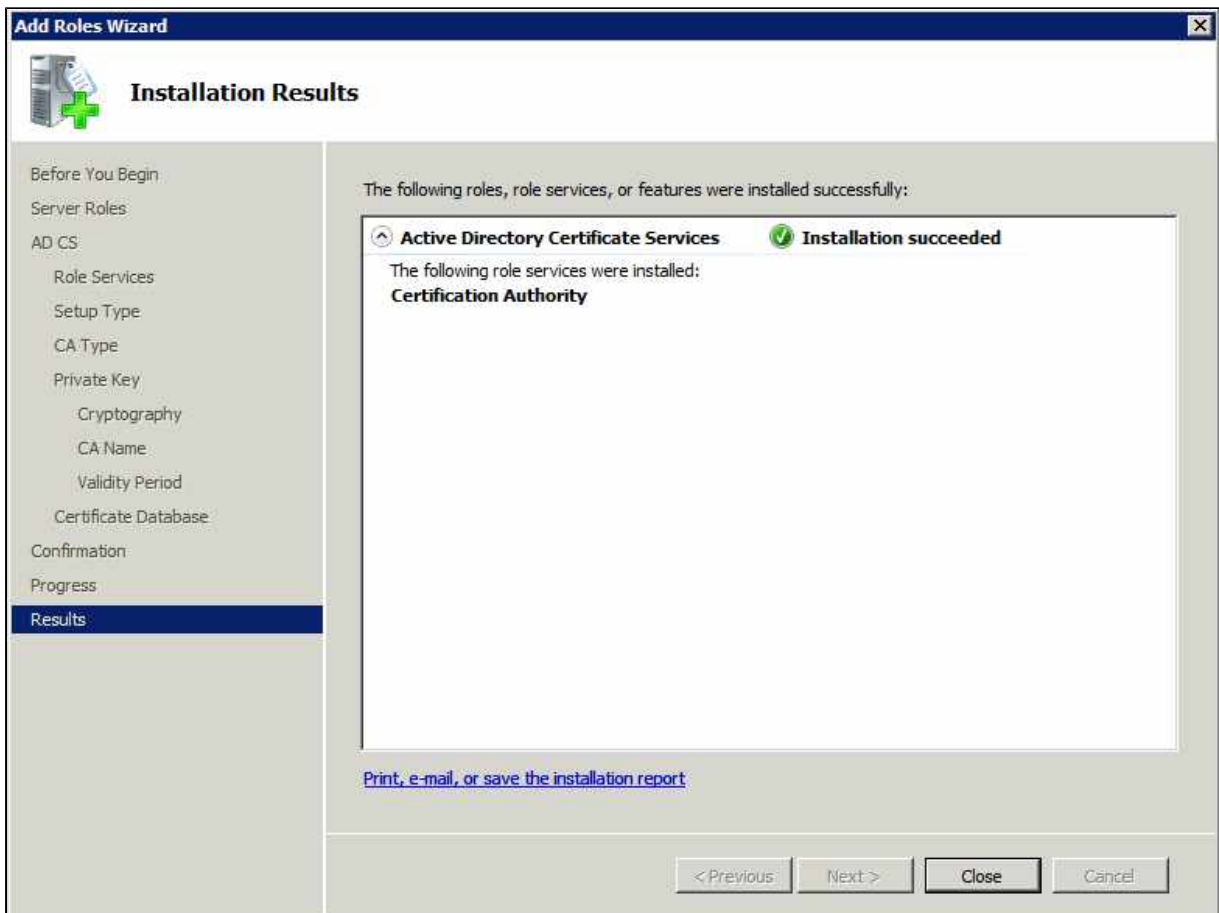 Add Roles Wizard
Installation Results
Before You Begin
Server Roles
AD CS
Role Services
Setup Type
CA Type
Private Key
Cryptography
CA Name
Validity Period
Certificate Database
Confirmation
Progress
Results
The following roles, role services, or features were installed successfully:
Active Directory Certificate Services Installation succeeded
The following role services were installed:
Certification Authority
Print, e-mail, or save the installation report
< Previous Next > Close Cancel